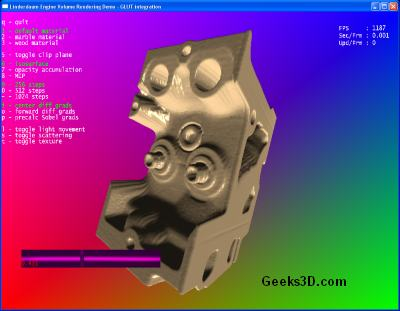 Linderdaum Engine Volume Rendering Demo - GLUT integration
q - quit
1 - default material
2 - marble material
3 - wood material
5 - toggle clip plane
6 - isosurface
7 - opacity accumulation
8 - MIP
9 - 256 steps
0 - 512 steps
- - 1024 steps
i - center diff grads
o - forward diff grads
p - precalc Sobel grads
l - toggle light movement
s - toggle scattering
t - toggle texture
FPS : 1187
Sec/Frm : 0.001
Upd/Frm : 0
Geeks3D.com